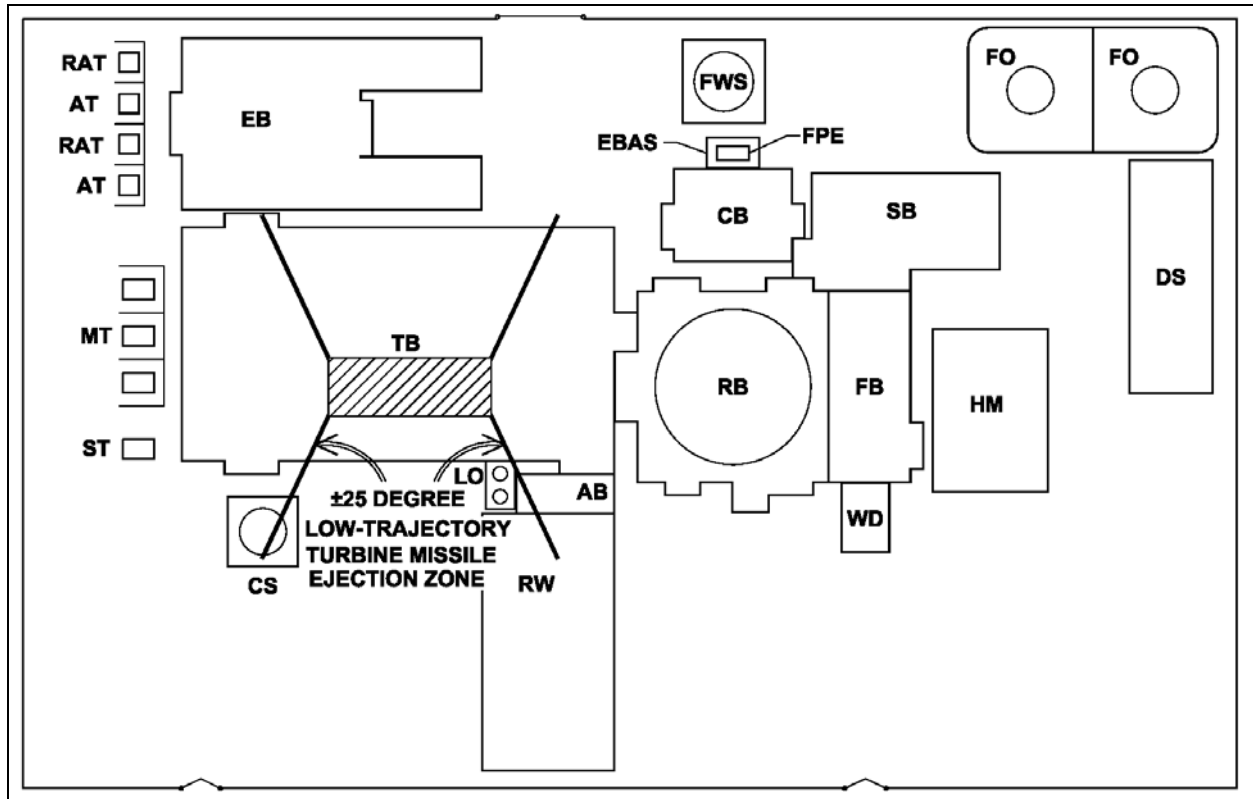 RAT
AT
RAT
AT
EB
FWS
FO
FO
EBAS
FPE
CB
SB
DS
MT
TB
RB
FB
HM
ST
LO
AB
±25 DEGREE
LOW-TRAJECTORY
TURBINE MISSILE
EJECTION ZONE
WD
CS
RW